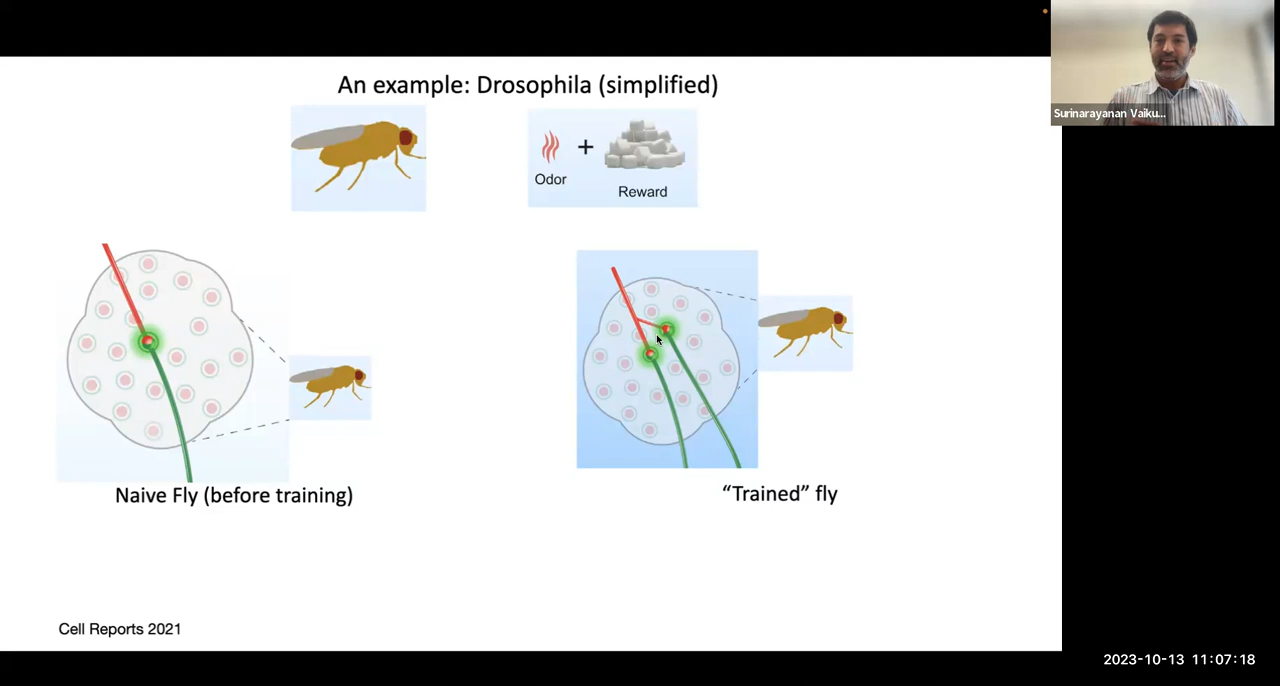 An example: Drosophila (simplified)
Surinarayanan Vaiku...
+
Odor
Reward
Naive Fly (before training)
“Trained” fly
Cell Reports 2021
2023-10-13 11:07:18